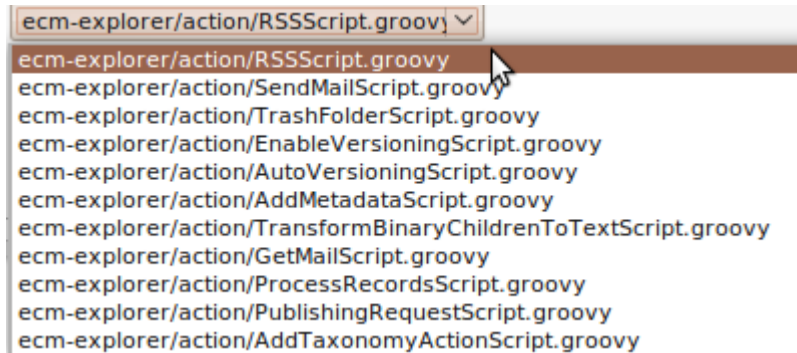 ecm-explorer/action/RSSScript.groovy
ecm-explorer/action/RSSScript.groovy
ecm-explorer/action/SendMailScript.groovy
ecm-explorer/action/TrashFolderScript.groovy
ecm-explorer/action/EnableVersioningScript.groovy
ecm-explorer/action/AutoVersioningScript.groovy
ecm-explorer/action/AddMetadataScript.groovy
ecm-explorer/action/TransformBinaryChildrenToTextScript.groovy
ecm-explorer/action/GetMailScript.groovy
ecm-explorer/action/ProcessRecordsScript.groovy
ecm-explorer/action/PublishingRequestScript.groovy
ecm-explorer/action/AddTaxonomyActionScript.groovy